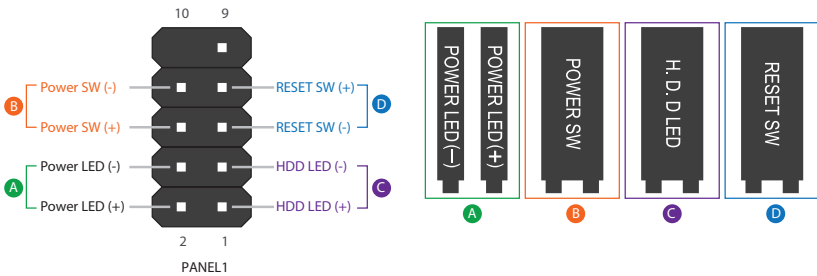 10 9
Power SW (-) RESET SW (+)
B D
Power SW (+) RESET SW (-)
Power LED (-) HDD LED (-)
A C
Power LED (+) HDD LED (+)
2 1
PANEL1
POWER LED(−)
POWER LED(+)
POWER SW
H. D. D LED
RESET SW
A B C D